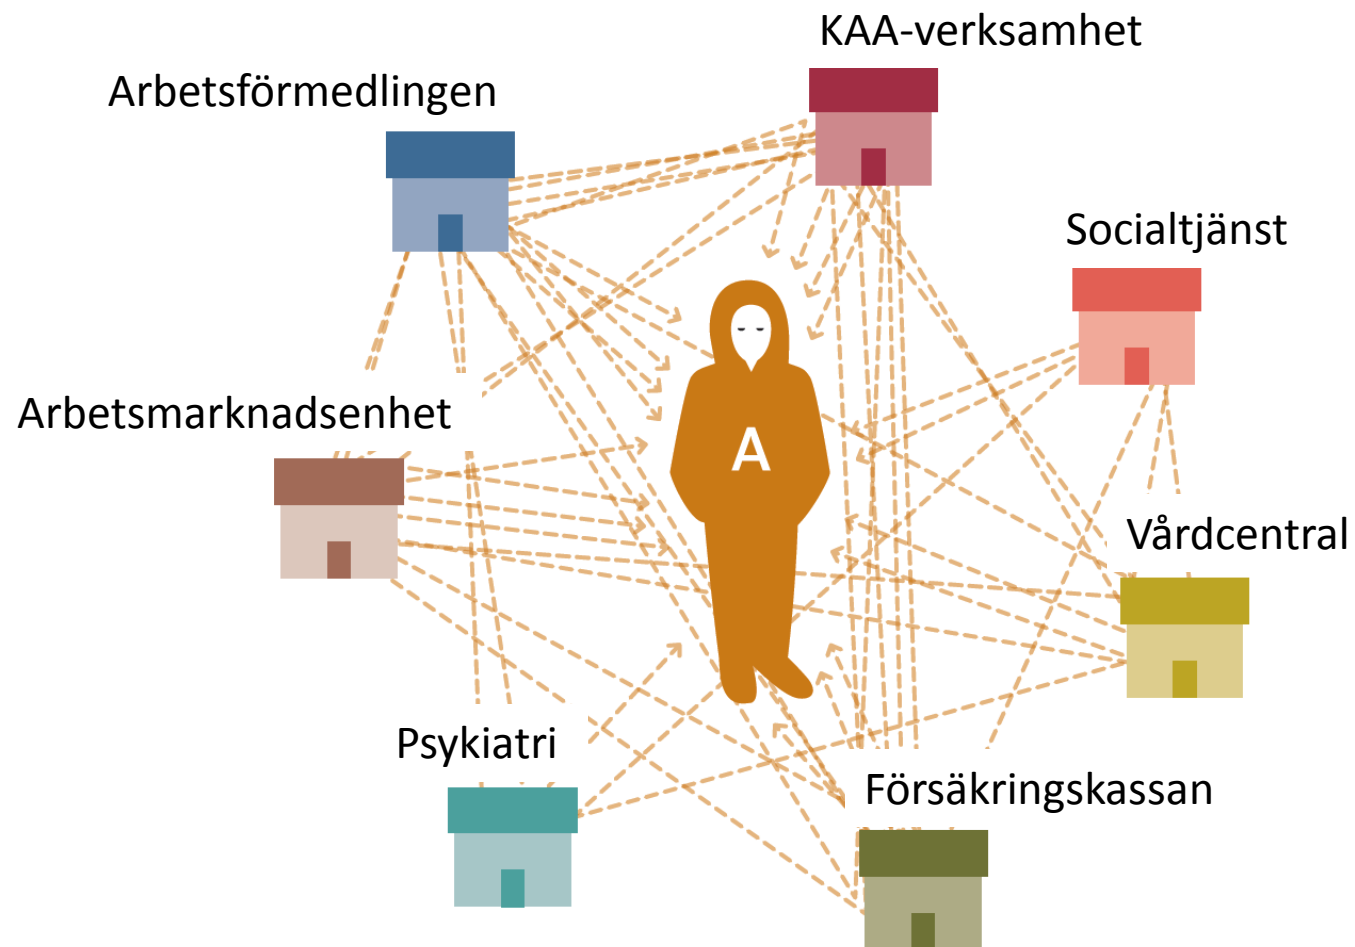 KAA-verksamhet
Arbetsförmedlingen
Socialtjänst
Arbetsmarknadsenhet
A
Vårdcentral
Psykiatri
Försäkringskassan